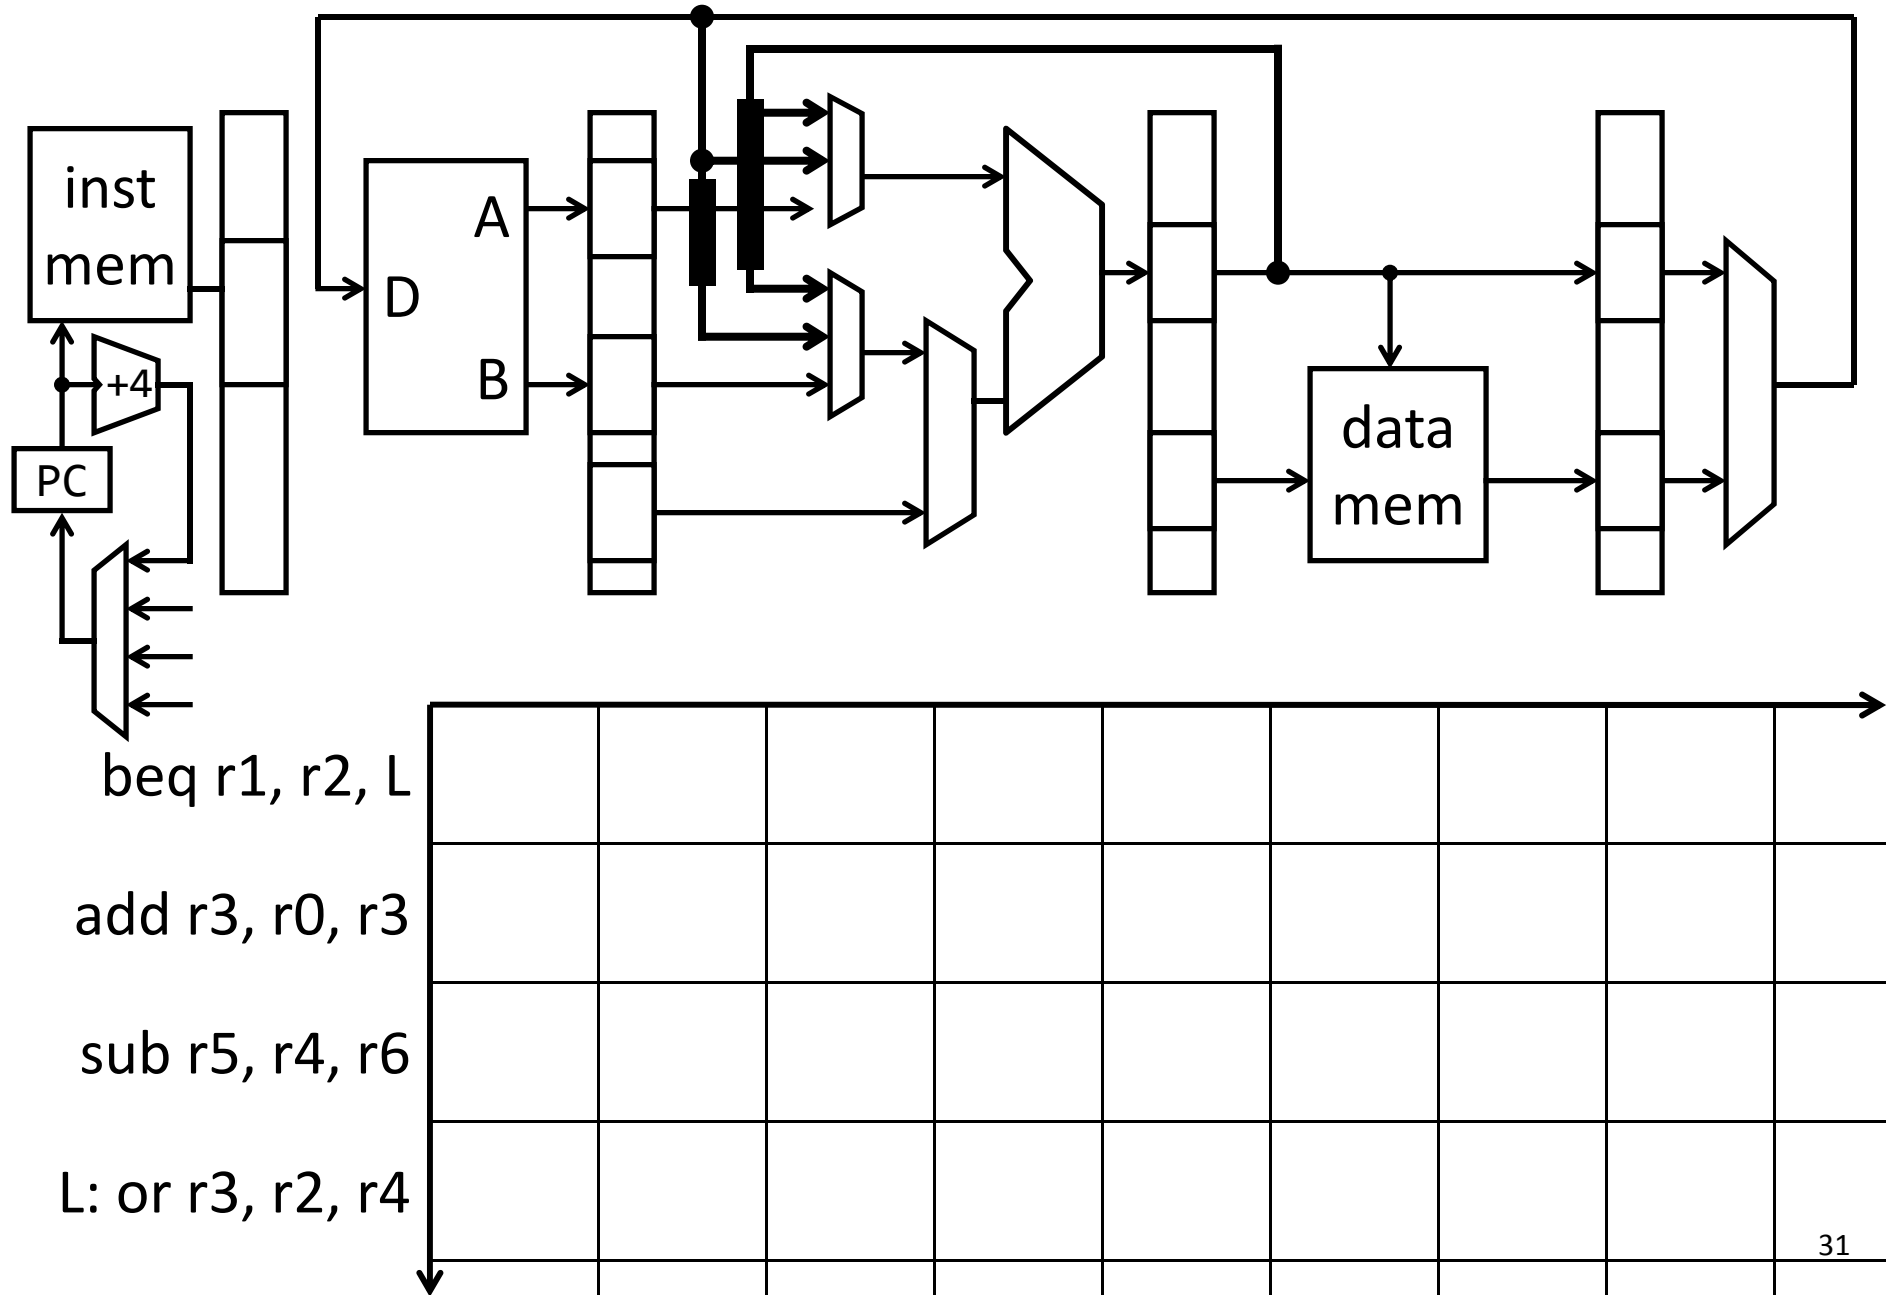 inst
mem
+4
PC
A
D
B
data
mem
beq r1, r2, L
add r3, r0, r3
sub r5, r4, r6
L: or r3, r2, r4
31